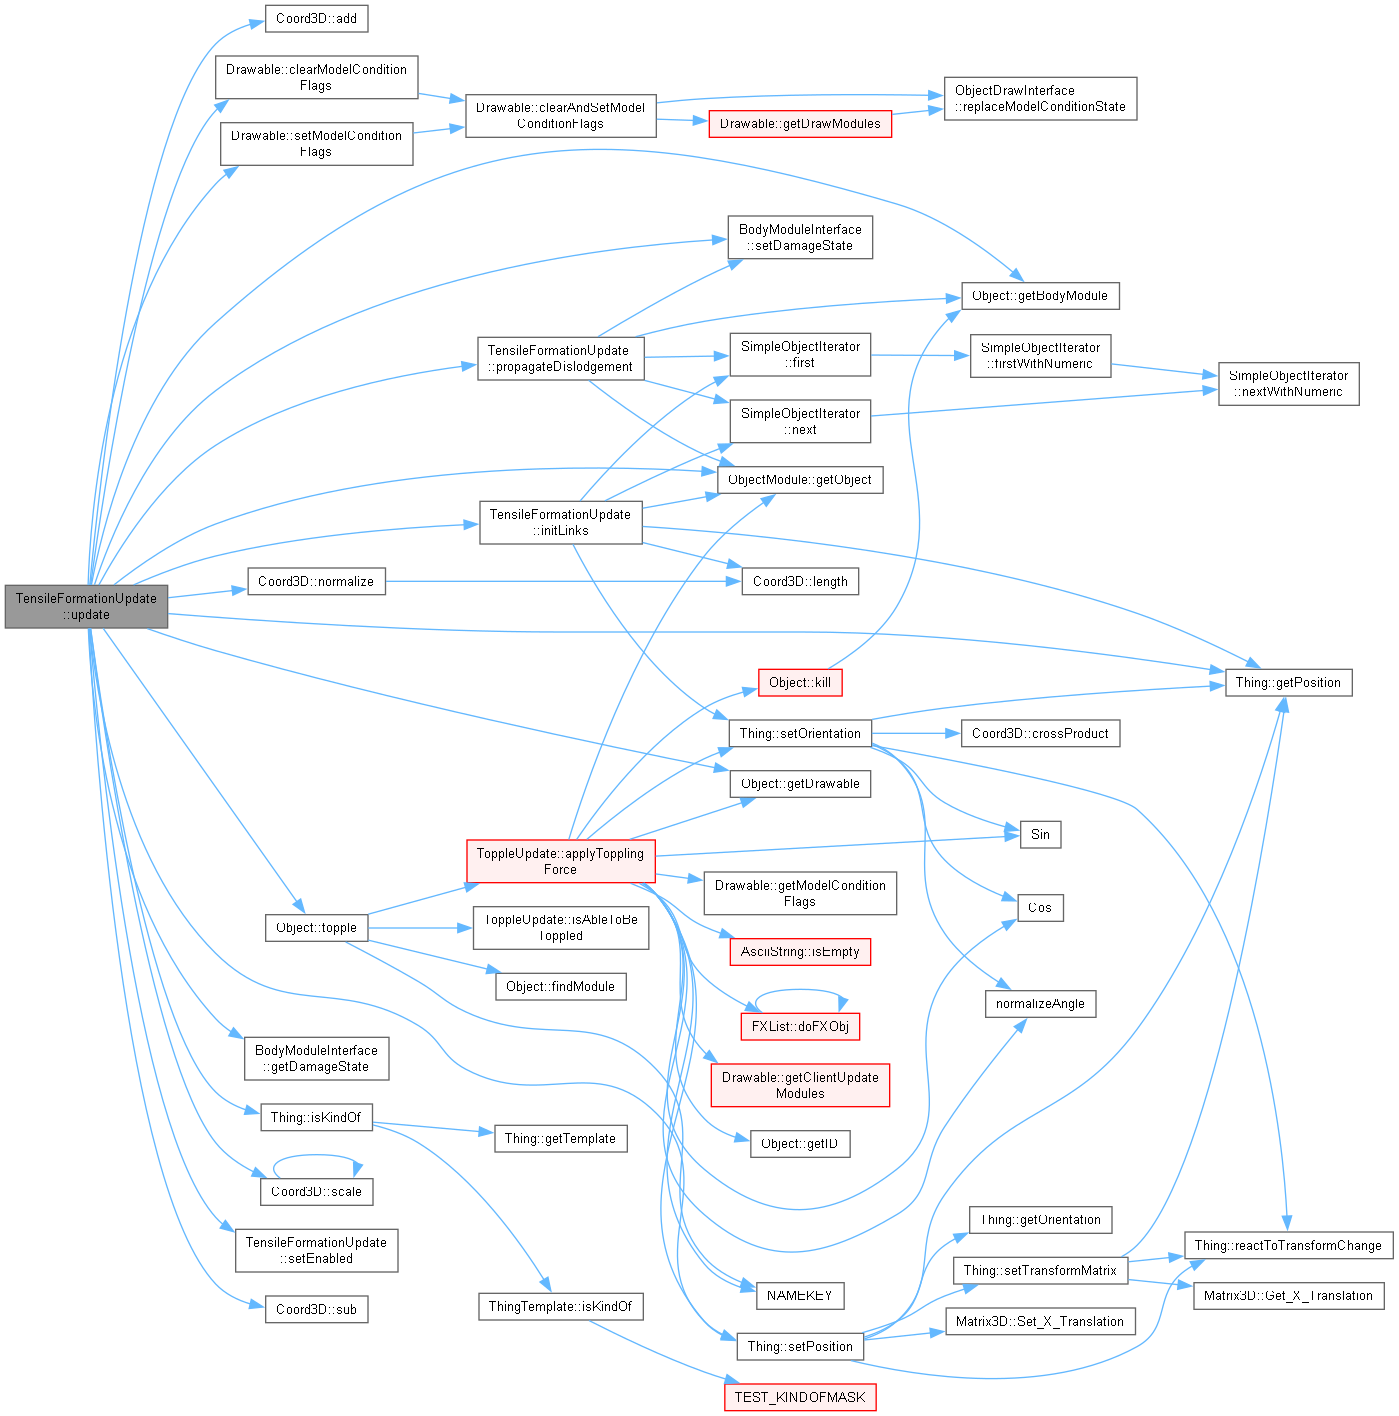 Coord3D::add
Drawable::clearModelCondition
Flags
Drawable::setModelCondition
Flags
Drawable::clearAndSetModel
ConditionFlags
Drawable::getDrawModules
ObjectDrawInterface
::replaceModelConditionState
BodyModuleInterface
::setDamageState
Object::getBodyModule
TensileFormationUpdate
::propagateDislodgement
SimpleObjectIterator
::first
SimpleObjectIterator
::firstWithNumeric
SimpleObjectIterator
::nextWithNumeric
SimpleObjectIterator
::next
ObjectModule::getObject
TensileFormationUpdate
::initLinks
Coord3D::normalize
Coord3D::length
TensileFormationUpdate
::update
Object::kill
Thing::getPosition
Thing::setOrientation
Coord3D::crossProduct
Object::getDrawable
Sin
ToppleUpdate::applyToppling
Force
Drawable::getModelCondition
Flags
Cos
Object::topple
ToppleUpdate::isAbleToBe
Toppled
AsciiString::isEmpty
Object::findModule
normalizeAngle
FXList::doFXObj
BodyModuleInterface
::getDamageState
Drawable::getClientUpdate
Modules
Thing::isKindOf
Thing::getTemplate
Object::getID
Coord3D::scale
Thing::getOrientation
TensileFormationUpdate
::setEnabled
Thing::reactToTransformChange
Thing::setTransformMatrix
Matrix3D::Get_X_Translation
NAMEKEY
Coord3D::sub
ThingTemplate::isKindOf
Matrix3D::Set_X_Translation
Thing::setPosition
TEST_KINDOFMASK